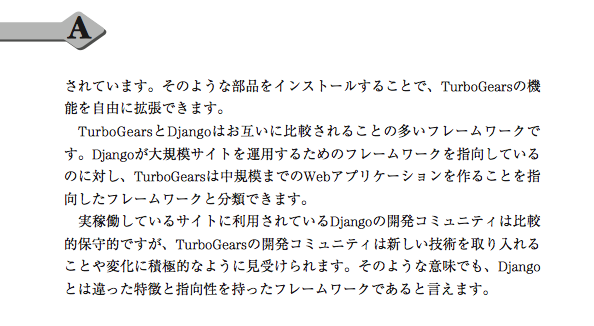 A
されています。そのような部品をインストールすることで、TurboGearsの機
能を自由に拡張できます。
TurboGearsとDjangoはお互いに比較されることの多いフレームワークで
す。Djangoが大規模サイトを運用するためのフレームワークを指向している
のに対し、TurboGearsは中規模までのWebアプリケーションを作ることを指
向したフレームワークと分類できます。
実稼働しているサイトに利用されているDjangoの開発コミュニティは比較
的保守的ですが、TurboGearsの開発コミュニティは新しい技術を取り入れる
ことや変化に積極的なように見受けられます。そのような意味でも、Django
とは違った特徴と指向性を持ったフレームワークであると言えます。